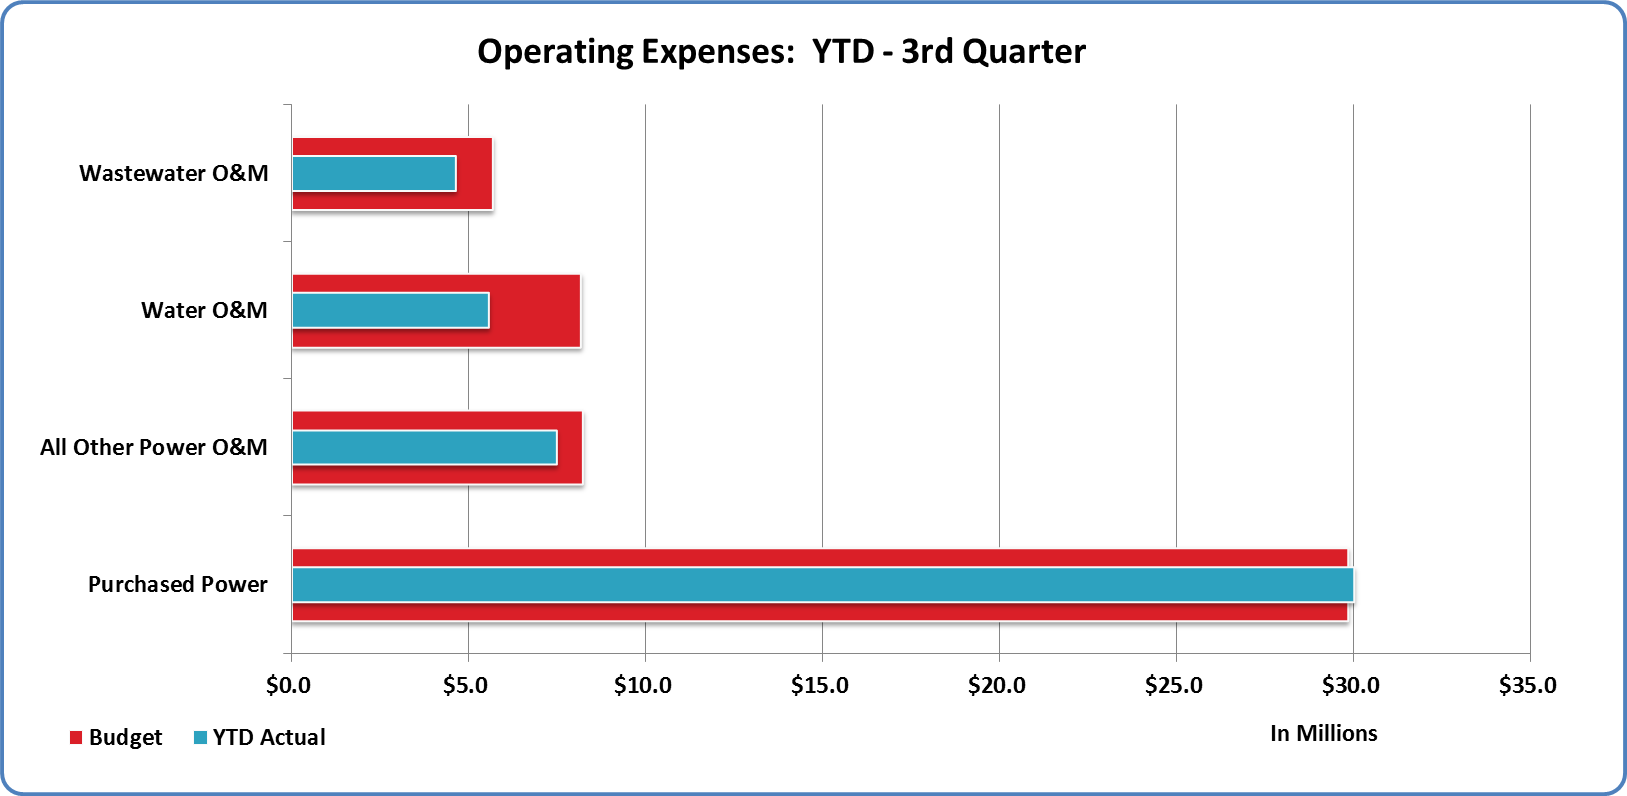 Operating Expenses:  YTD - 3rd Quarter
Wastewater O&M
Water O&M
All Other Power O&M
Purchased Power
$0.0 $5.0 $10.0 $15.0 $20.0 $25.0 $30.0 $35.0
In Millions
Budget YTD Actual